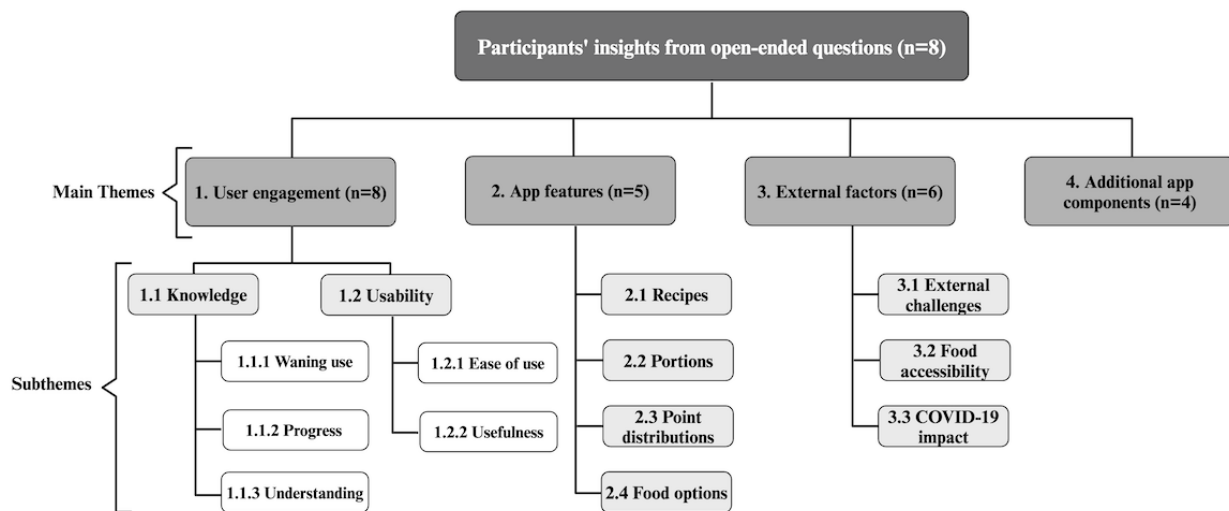 Participants' insights from open-ended questions (n=8)
Main Themes
1. User engagement (n=8)
2. App features (n=5)
3. External factors (n=6)
4. Additional app
components (n=4)
Subthemes
1.1 Knowledge
1.2 Usability
1.1.1 Waning use
1.1.2 Progress
1.1.3 Understanding
1.2.1 Ease of use
1.2.2 Usefulness
2.1 Recipes
2.2 Portions
2.3 Point
distributions
2.4 Food options
3.1 External
challenges
3.2 Food
accessibility
3.3 COVID-19
impact